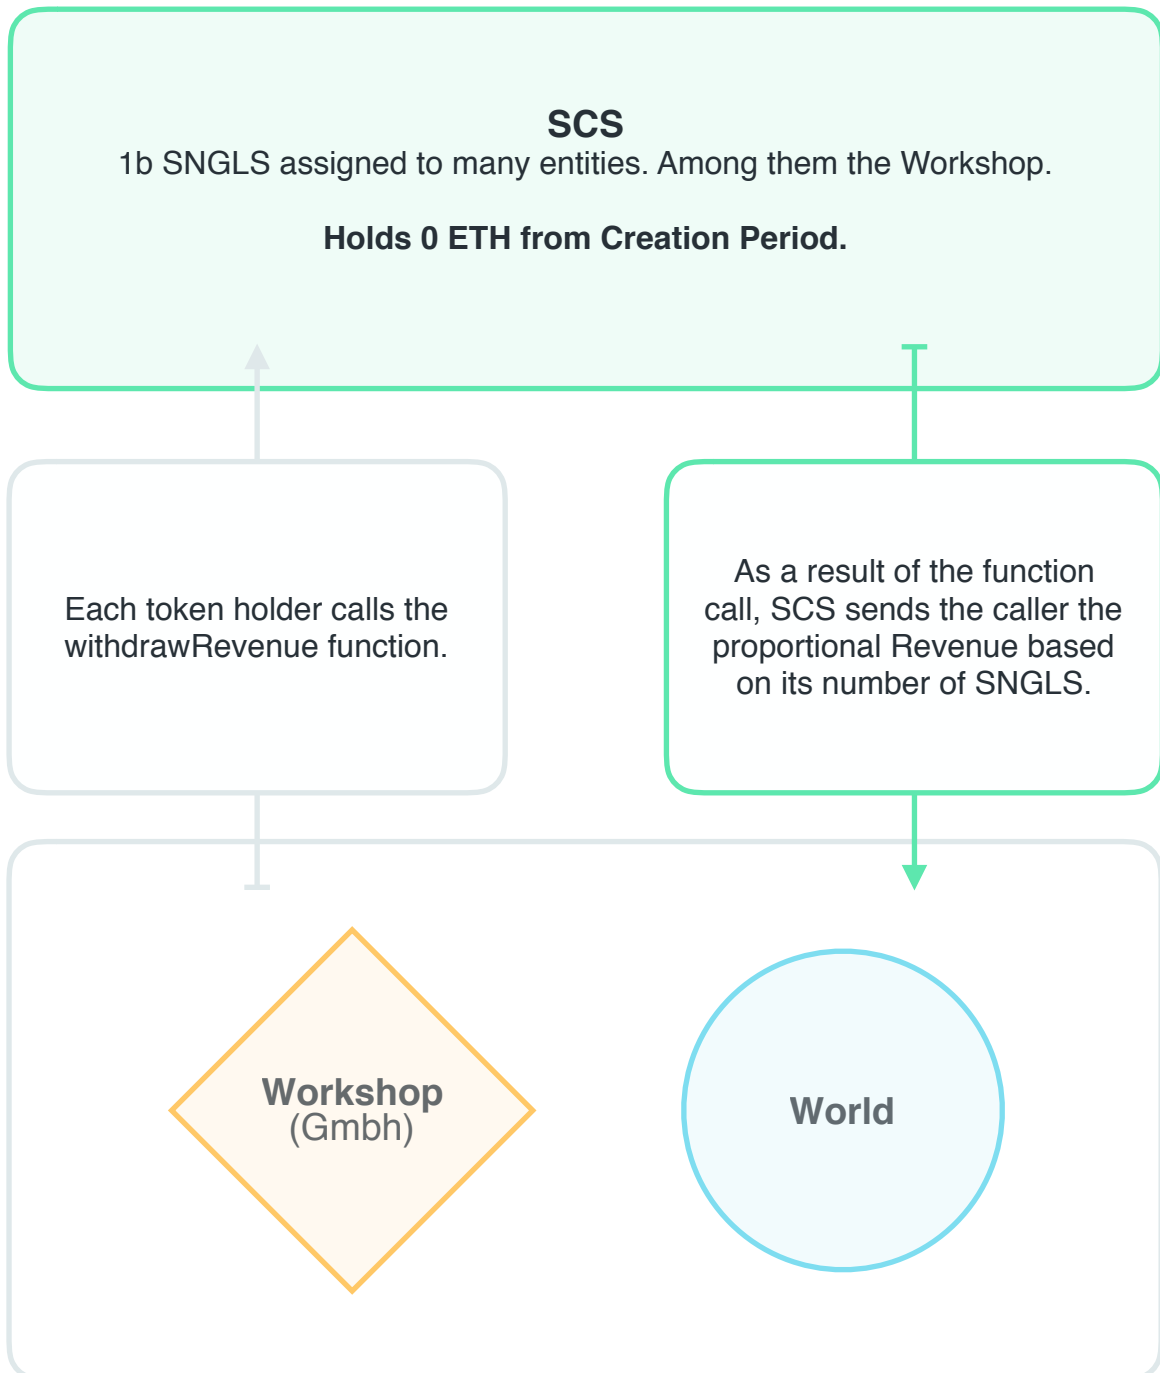 SCS
1b SNGLS assigned to many entities. Among them the Workshop.
Holds 0 ETH from Creation Period.
Each token holder calls the
withdrawRevenue function.
As a result of the function
call, SCS sends the caller the
proportional Revenue based
on its number of SNGLS.
Workshop
(Gmbh)
World